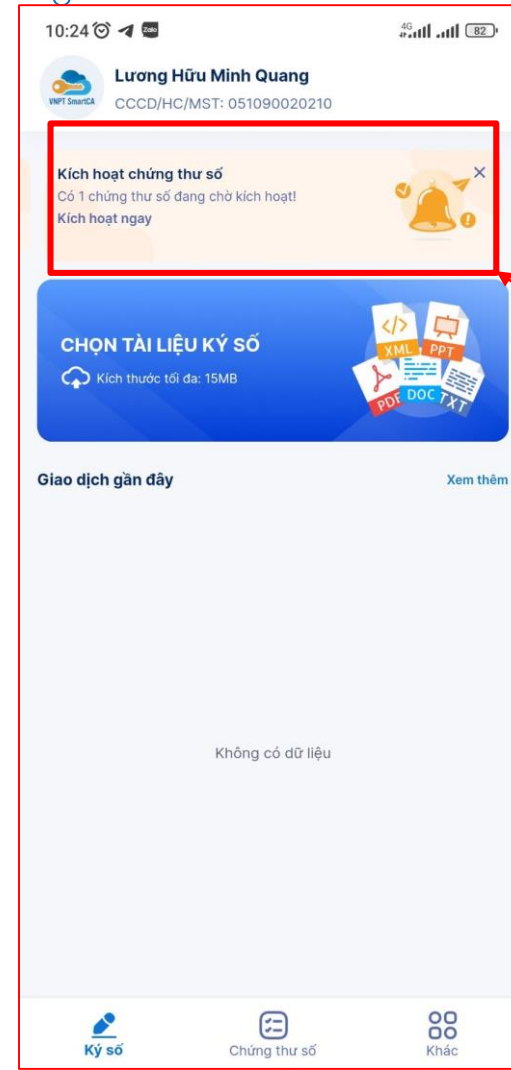 10:24 Zalo 4G 82
VNPT SmartCA
Lương Hữu Minh Quang
CCCD/HC/MST: 051090020210
Kích hoạt chứng thư số
Có 1 chứng thư số đang chờ kích hoạt!
Kích hoạt ngay
CHỌN TÀI LIỆU KÝ SỐ
Kích thước tối đa: 15MB
</> XML PPT
PDF DOC TXT
Giao dịch gần đây
Xem thêm
Không có dữ liệu
Ký số
Chứng thư số
Khác